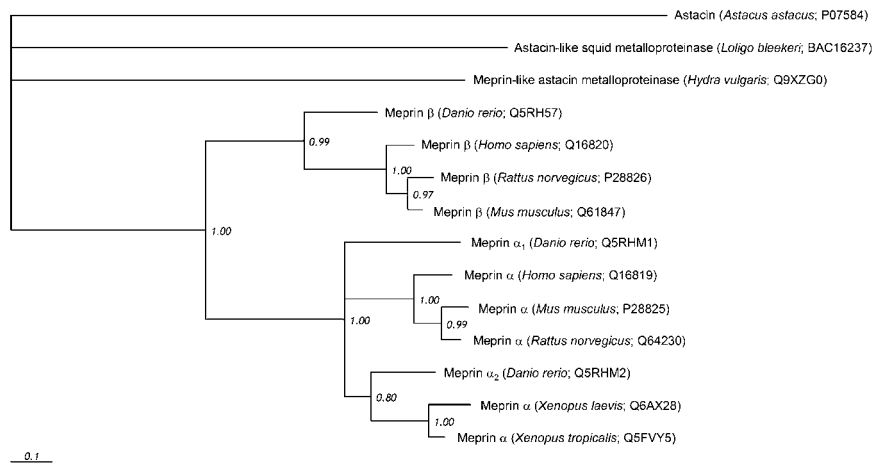 Astacin (Astacus astacus; P07584)
Astacin-like squid metalloproteinase (Loligo bleekeri; BAC16237)
Meprin-like astacin metalloproteinase (Hydra vulgaris; Q9XZG0)
Meprin β (Danio rerio; Q5RH57)
0.99
Meprin β (Homo sapiens; Q16820)
1.00
Meprin β (Rattus norvegicus; P28826)
0.97
Meprin β (Mus musculus; Q61847)
1.00
Meprin α₁ (Danio rerio; Q5RHM1)
Meprin α (Homo sapiens; Q16819)
1.00
Meprin α (Mus musculus; P28825)
1.00
0.99
Meprin α (Rattus norvegicus; Q64230)
Meprin α₂ (Danio rerio; Q5RHM2)
0.80
Meprin α (Xenopus laevis; Q6AX28)
1.00
Meprin α (Xenopus tropicalis; Q5FVY5)
0.1